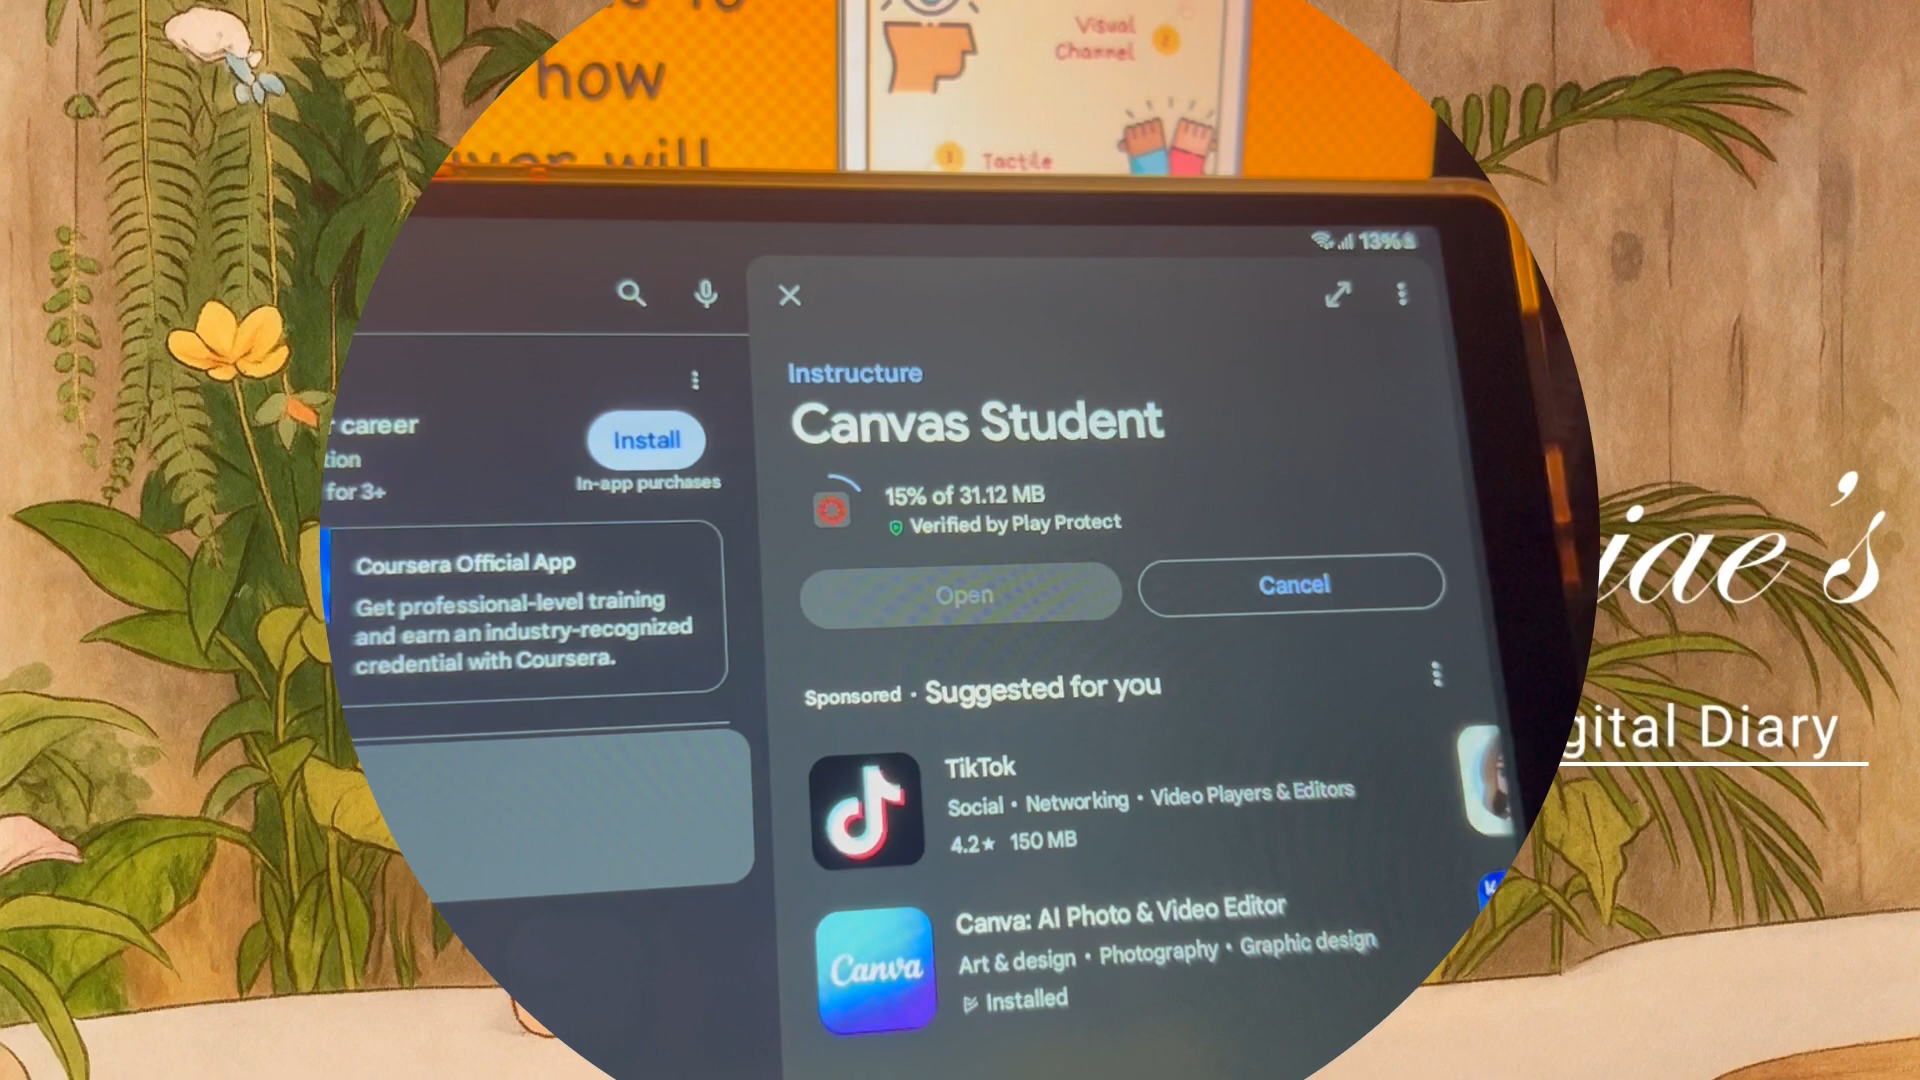 how
will
Visual
Channel
2
3
Tactile
13%
career
for 3+
Install
In-app purchases
Coursera Official App
Get professional-level training
and earn an industry-recognized
credential with Coursera.
Instructure
Canvas Student
15% of 31.12 MB
Verified by Play Protect
Open
Cancel
Sponsored • Suggested for you
TikTok
Social • Networking • Video Players & Editors
4.2★ 150 MB
Canva
Canva: AI Photo & Video Editor
Art & design • Photography • Graphic design
Installed
Diary